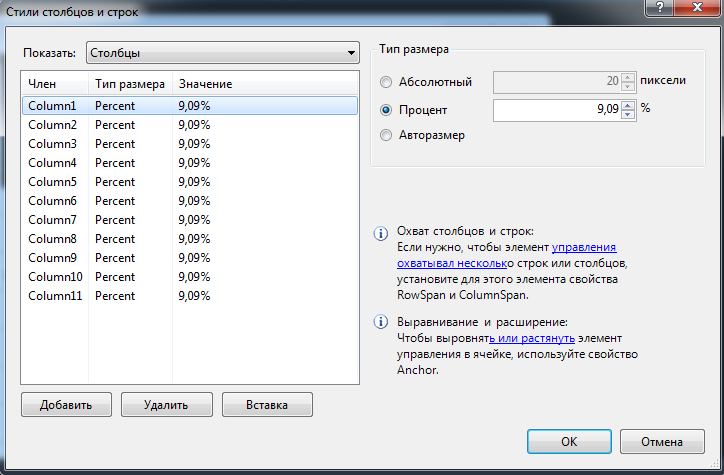 Стили столбцов и строк
Показать: Столбцы
Член Тип размера Значение
Column1 Percent 9,09%
Column2 Percent 9,09%
Column3 Percent 9,09%
Column4 Percent 9,09%
Column5 Percent 9,09%
Column6 Percent 9,09%
Column7 Percent 9,09%
Column8 Percent 9,09%
Column9 Percent 9,09%
Column10 Percent 9,09%
Column11 Percent 9,09%
Добавить Удалить Вставка
Тип размера
Абсолютный 20 пиксели
Процент 9,09 %
Авторазмер
Охват столбцов и строк:
Если нужно, чтобы элемент управления
охватывал несколько строк или столбцов,
установите для этого элемента свойства
RowSpan и ColumnSpan.
Выравнивание и расширение:
Чтобы выровнять или растянуть элемент
управления в ячейке, используйте свойство
Anchor.
ОК Отмена